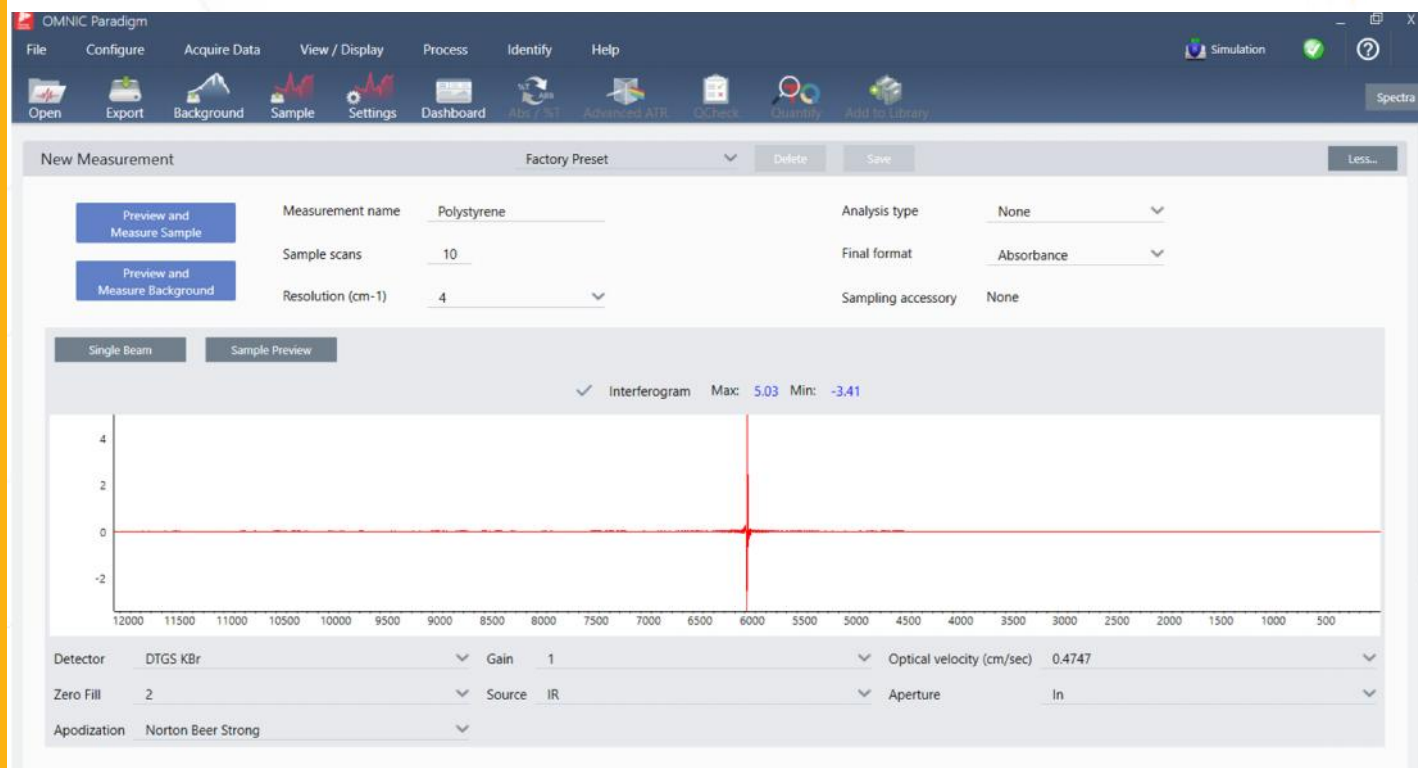 OMNIC Paradigm
File Configure Acquire Data View / Display Process Identify Help Simulation
Open Export Background Sample Settings Dashboard Abs / %T Advanced ATR QCheck Quantify Add to Library Spectra
New Measurement Factory Preset Delete Save Less...
Preview and
Measure Sample
Measurement name Polystyrene Analysis type None
Sample scans 10 Final format Absorbance
Preview and
Measure Background
Resolution (cm-1) 4 Sampling accessory None
Single Beam Sample Preview
Interferogram Max: 5.03 Min: -3.41
4
2
0
-2
12000 11500 11000 10500 10000 9500 9000 8500 8000 7500 7000 6500 6000 5500 5000 4500 4000 3500 3000 2500 2000 1500 1000 500
Detector DTGS KBr Gain 1 Optical velocity (cm/sec) 0.4747
Zero Fill 2 Source IR Aperture In
Apodization Norton Beer Strong